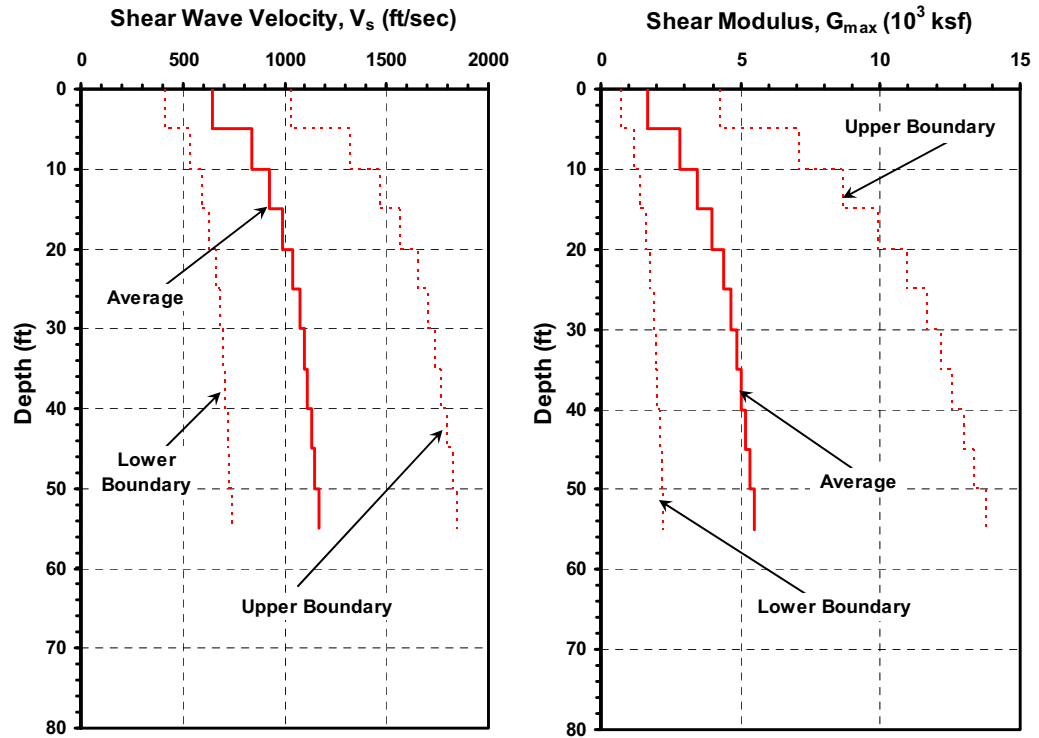 Shear Wave Velocity, Vs (ft/sec)
0 500 1000 1500 2000
0
10
20
30
40
50
60
70
80
Depth (ft)
Average
Lower
Boundary
Upper Boundary
Shear Modulus, Gmax (10³ ksf)
0 5 10 15
0
10
20
30
40
50
60
70
80
Depth (ft)
Upper Boundary
Average
Lower Boundary